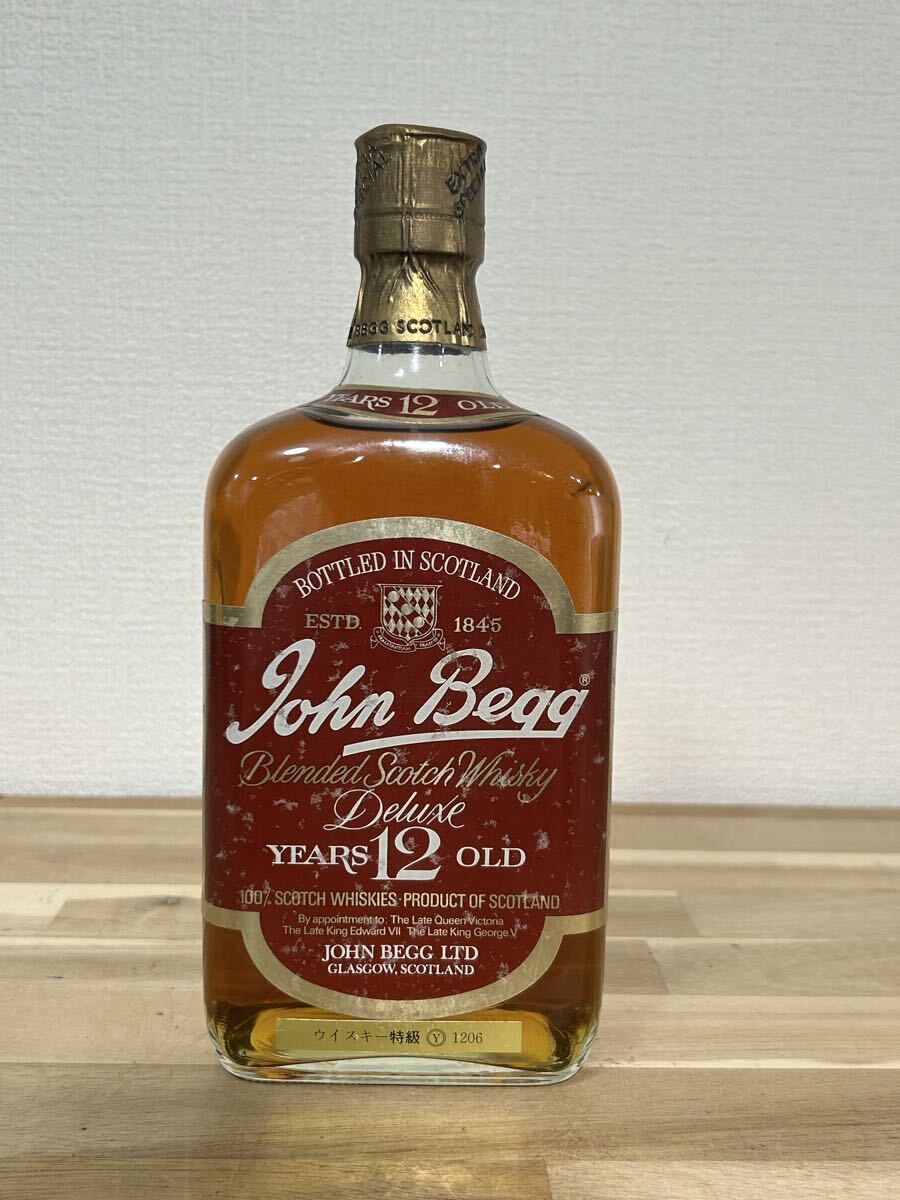 EXTRA
SPECIAL
BEGG SCOTLAND
YEARS 12 OLD
BOTTLED IN SCOTLAND
ESTD. 1845
John Begg ®
Blended Scotch Whisky
Deluxe
YEARS 12 OLD
100% SCOTCH WHISKIES · PRODUCT OF SCOTLAND
By appointment to: The Late Queen Victoria
The Late King Edward VII The Late King George V
JOHN BEGG LTD
GLASGOW, SCOTLAND
ウイスキー特級 Ⓨ 1206